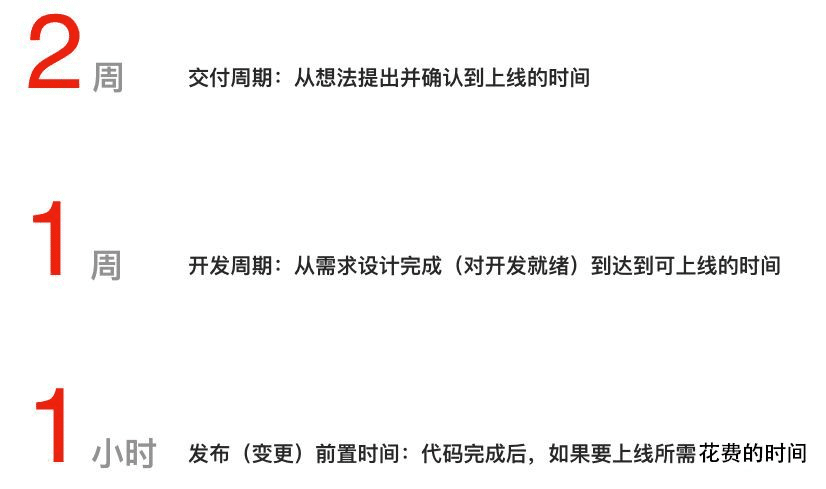 2 周 交付周期：从想法提出并确认到上线的时间
1 周 开发周期：从需求设计完成（对开发就绪）到达到可上线的时间
1 小时 发布（变更）前置时间：代码完成后，如果要上线所需花费的时间